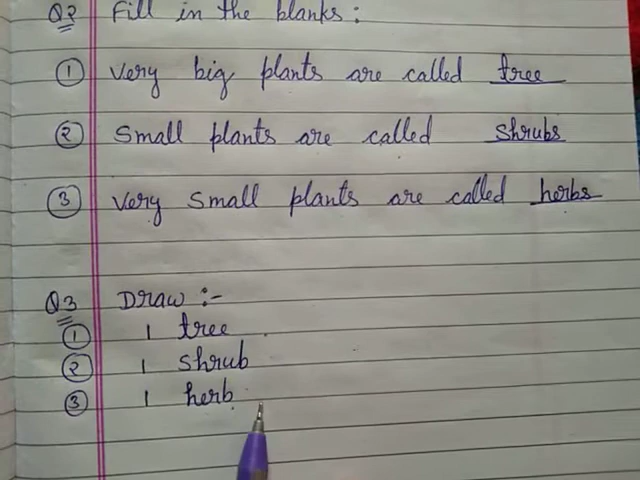 Q2 Fill in the blanks :
① Very big plants are called tree
② Small plants are called shrubs
③ Very small plants are called herbs
Q3 Draw :-
① 1 tree
② 1 shrub
③ 1 herb